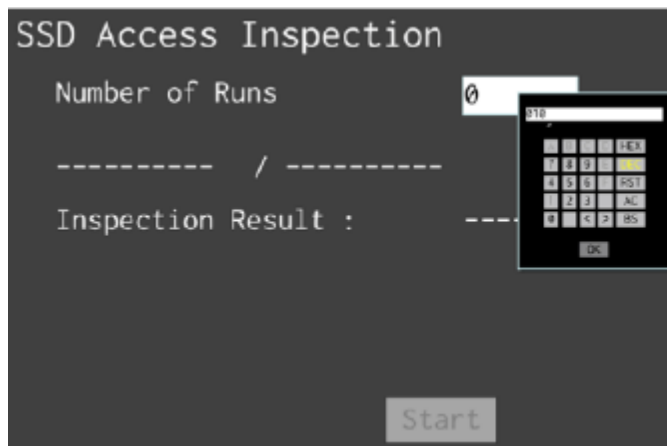 SSD Access Inspection
Number of Runs
0
010
HEX
7 8 9
4 5 6 RST
1 2 3 AC
0 < > BS
OK
---------- / ----------
Inspection Result : ----
Start